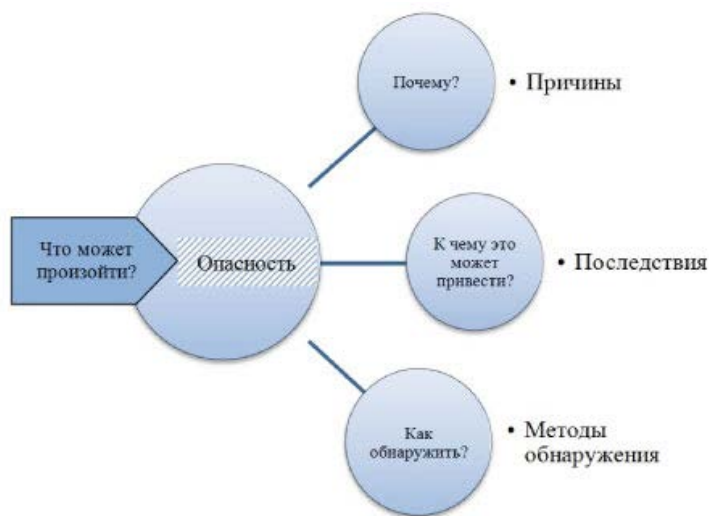 Почему?
• Причины
Что может
произойти?
Опасность
К чему это
может
привести?
• Последствия
Как
обнаружить?
• Методы
обнаружения